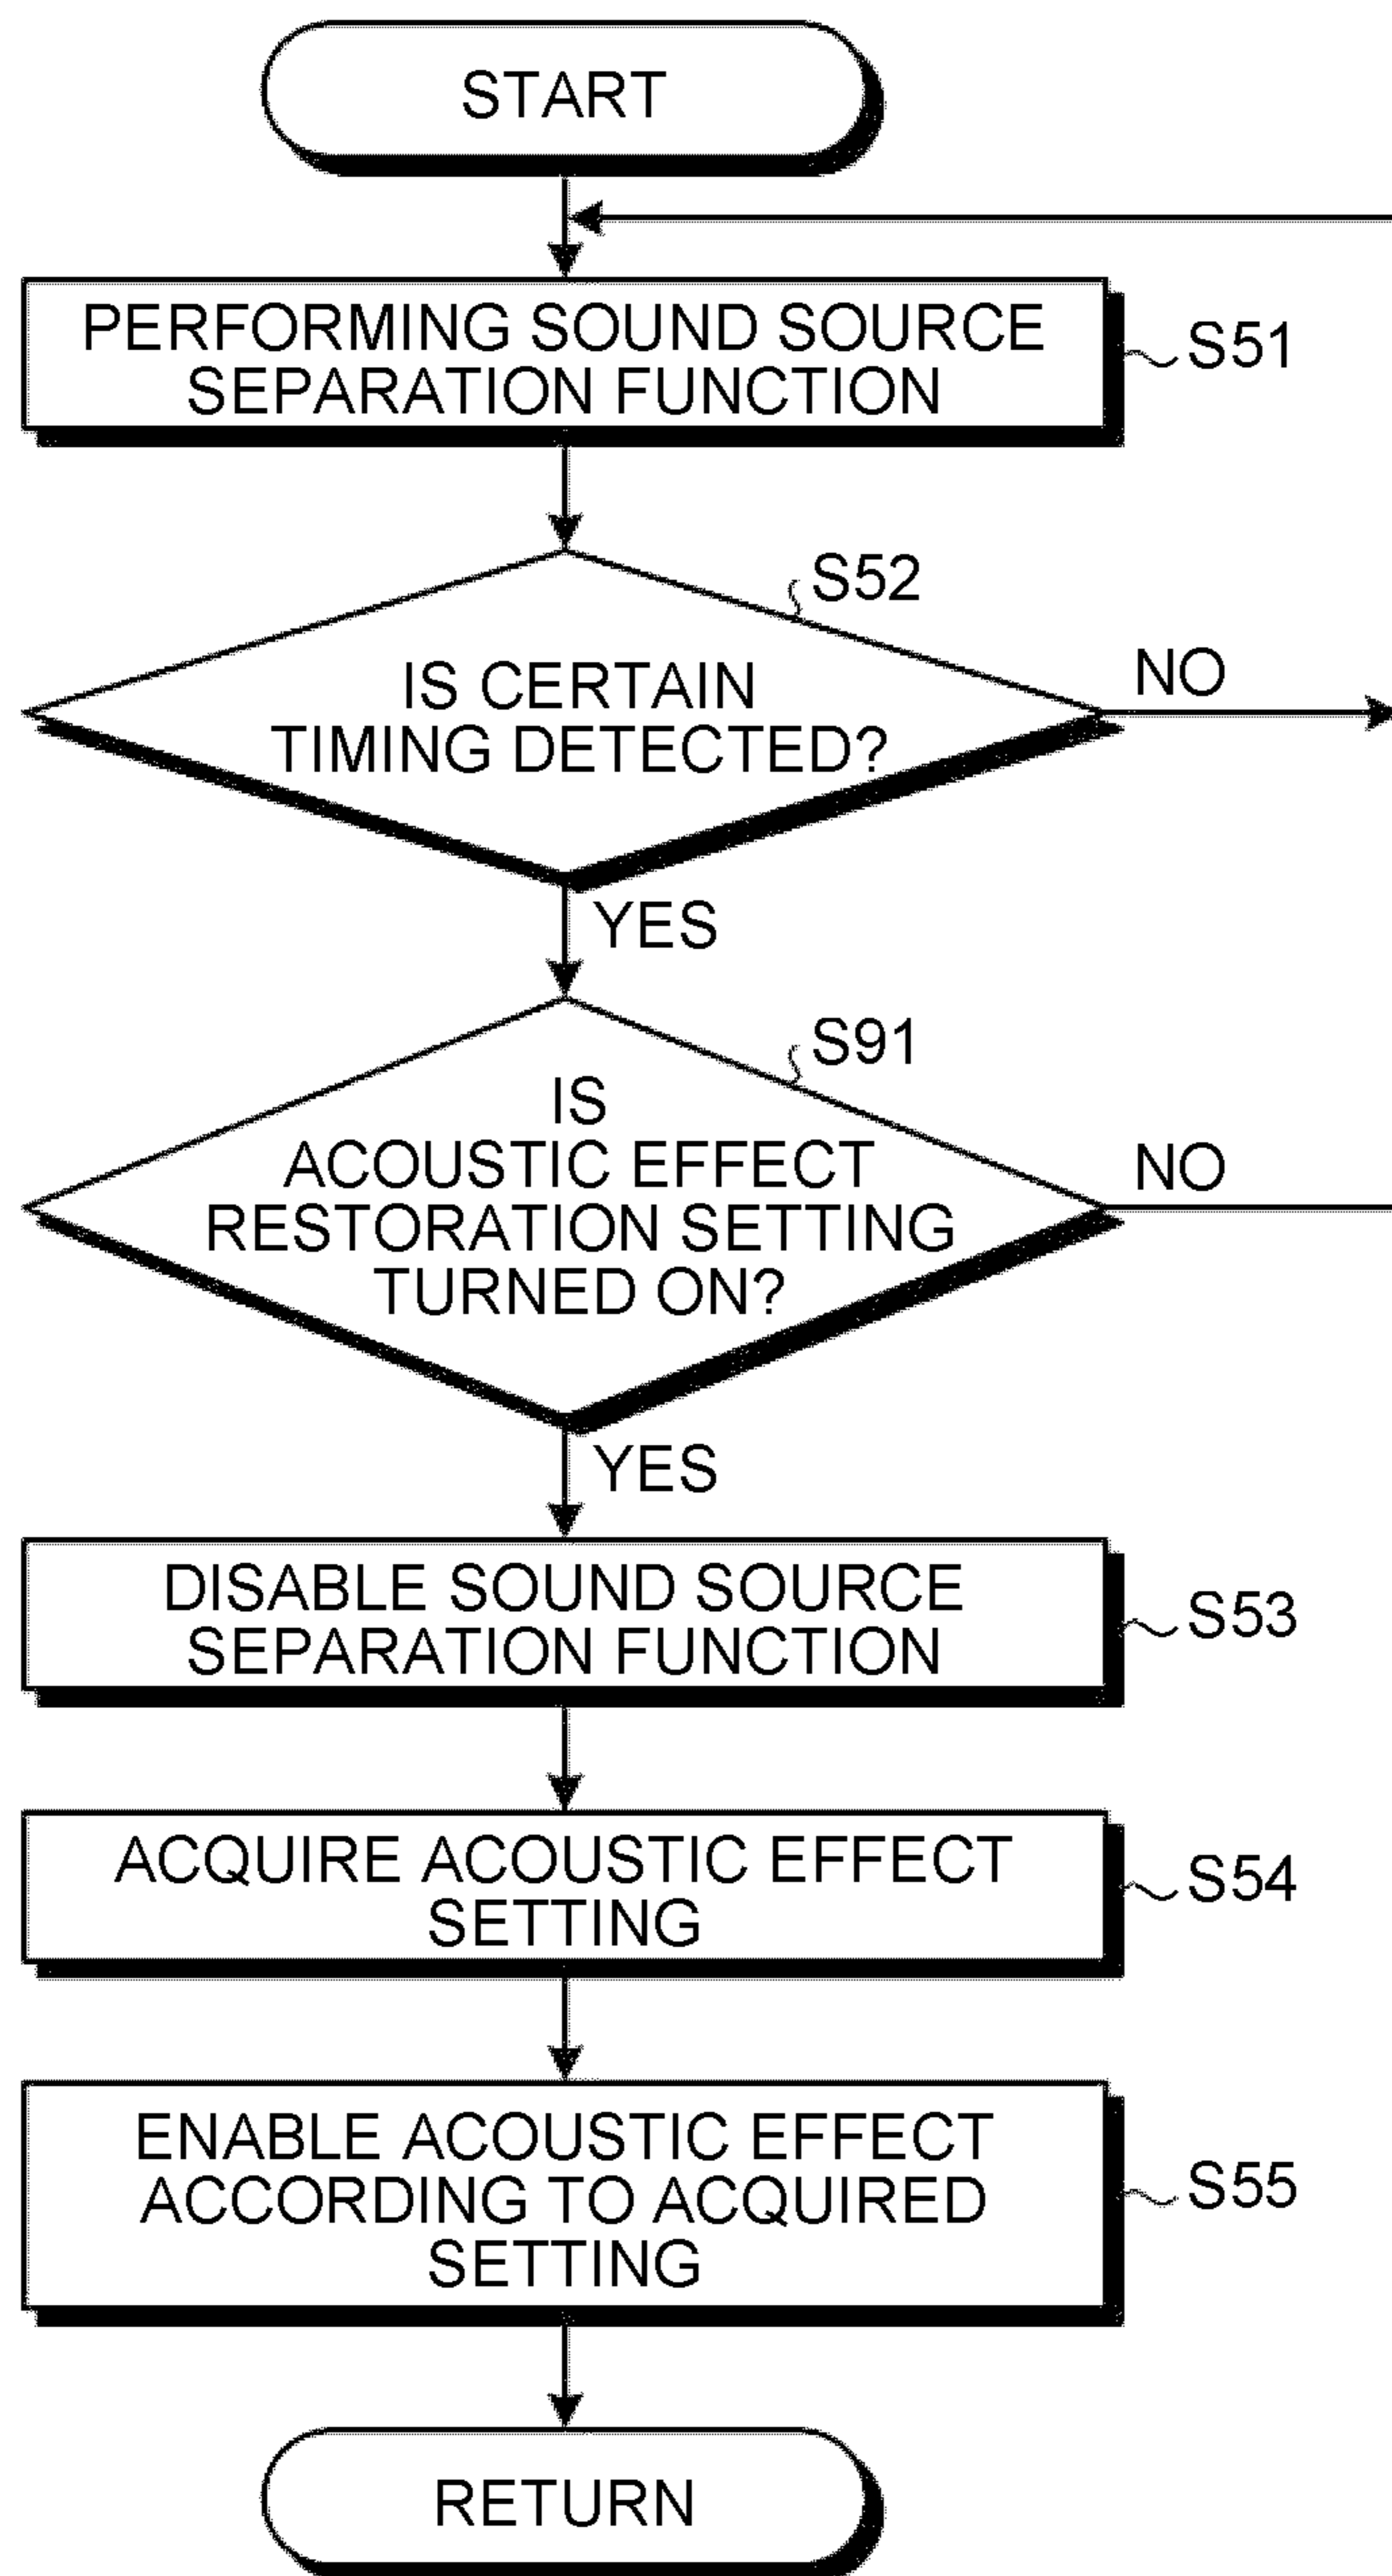 START
PERFORMING SOUND SOURCE
SEPARATION FUNCTION
S51
S52
IS CERTAIN
TIMING DETECTED?
NO
YES
S91
IS
ACOUSTIC EFFECT
RESTORATION SETTING
TURNED ON?
NO
YES
DISABLE SOUND SOURCE
SEPARATION FUNCTION
S53
ACQUIRE ACOUSTIC EFFECT
SETTING
S54
ENABLE ACOUSTIC EFFECT
ACCORDING TO ACQUIRED
SETTING
S55
RETURN